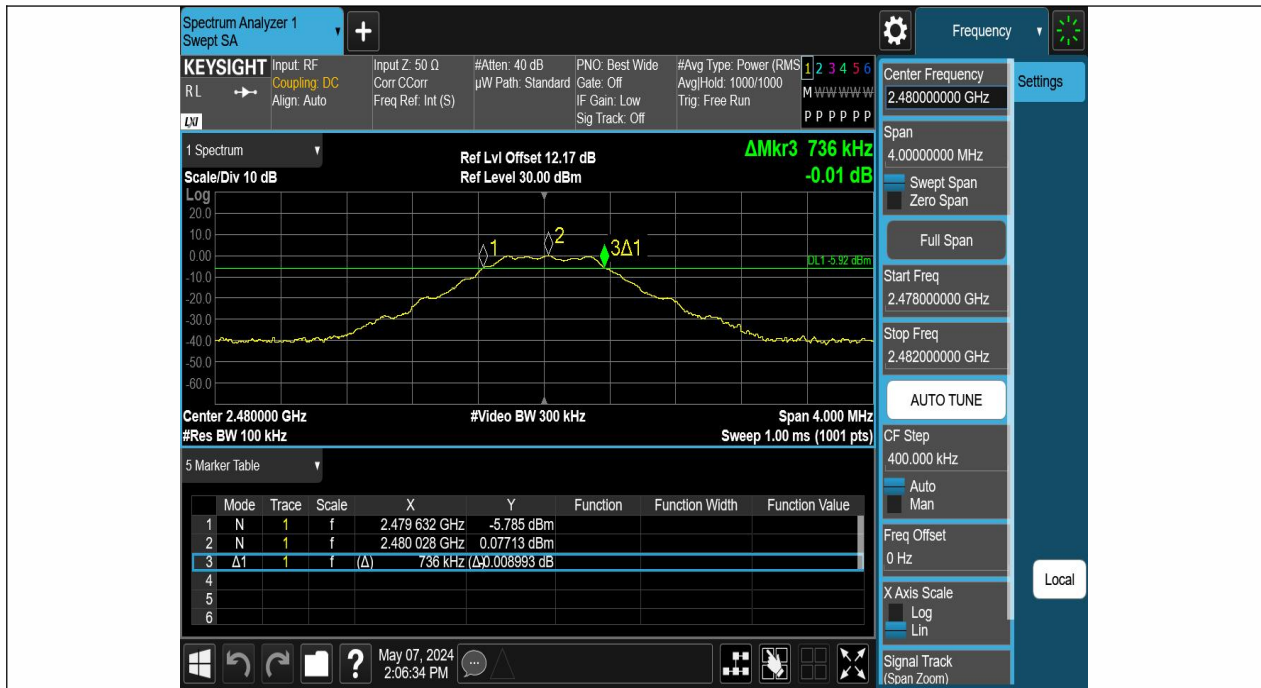 Spectrum Analyzer 1
Swept SA
+
Frequency
KEYSIGHT
RL
LXI
Input: RF
Coupling: DC
Align: Auto
Input Z: 50 Ω
Corr CCorr
Freq Ref: Int (S)
#Atten: 40 dB
µW Path: Standard
PNO: Best Wide
Gate: Off
IF Gain: Low
Sig Track: Off
#Avg Type: Power (RMS
Avg|Hold: 1000/1000
Trig: Free Run
1 2 3 4 5 6
M W W W W W
P P P P P P
1 Spectrum
Scale/Div 10 dB
Ref Lvl Offset 12.17 dB
Ref Level 30.00 dBm
ΔMkr3 736 kHz
-0.01 dB
Log
20.0
10.0
0.00
-10.0
-20.0
-30.0
-40.0
-50.0
-60.0
1
2
3Δ1
DL1 -5.92 dBm
Center 2.480000 GHz
#Video BW 300 kHz
Span 4.000 MHz
#Res BW 100 kHz
Sweep 1.00 ms (1001 pts)
5 Marker Table
Mode Trace Scale X Y Function Function Width Function Value
1 N 1 f 2.479 632 GHz -5.785 dBm
2 N 1 f 2.480 028 GHz 0.07713 dBm
3 Δ1 1 f (Δ) 736 kHz (Δ) -0.008993 dB
4
5
6
?
May 07, 2024
2:06:34 PM
Center Frequency
2.480000000 GHz
Settings
Span
4.00000000 MHz
Swept Span
Zero Span
Full Span
Start Freq
2.478000000 GHz
Stop Freq
2.482000000 GHz
AUTO TUNE
CF Step
400.000 kHz
Auto
Man
Freq Offset
0 Hz
Local
X Axis Scale
Log
Lin
Signal Track
(Span Zoom)